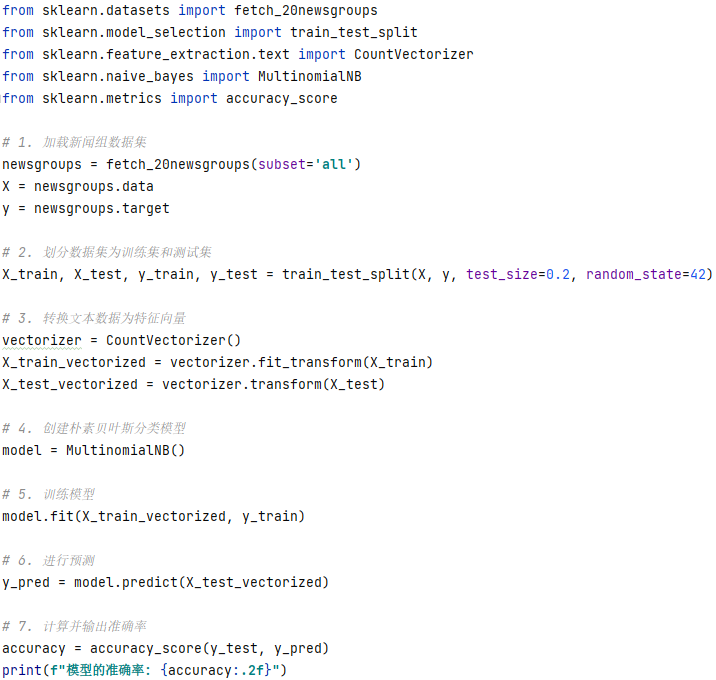 from sklearn.datasets import fetch_20newsgroups
from sklearn.model_selection import train_test_split
from sklearn.feature_extraction.text import CountVectorizer
from sklearn.naive_bayes import MultinomialNB
from sklearn.metrics import accuracy_score
# 1. 加载新闻组数据集
newsgroups = fetch_20newsgroups(subset='all')
X = newsgroups.data
y = newsgroups.target
# 2. 划分数据集为训练集和测试集
X_train, X_test, y_train, y_test = train_test_split(X, y, test_size=0.2, random_state=42)
# 3. 转换文本数据为特征向量
vectorizer = CountVectorizer()
X_train_vectorized = vectorizer.fit_transform(X_train)
X_test_vectorized = vectorizer.transform(X_test)
# 4. 创建朴素贝叶斯分类模型
model = MultinomialNB()
# 5. 训练模型
model.fit(X_train_vectorized, y_train)
# 6. 进行预测
y_pred = model.predict(X_test_vectorized)
# 7. 计算并输出准确率
accuracy = accuracy_score(y_test, y_pred)
print(f"模型的准确率: {accuracy:.2f}")